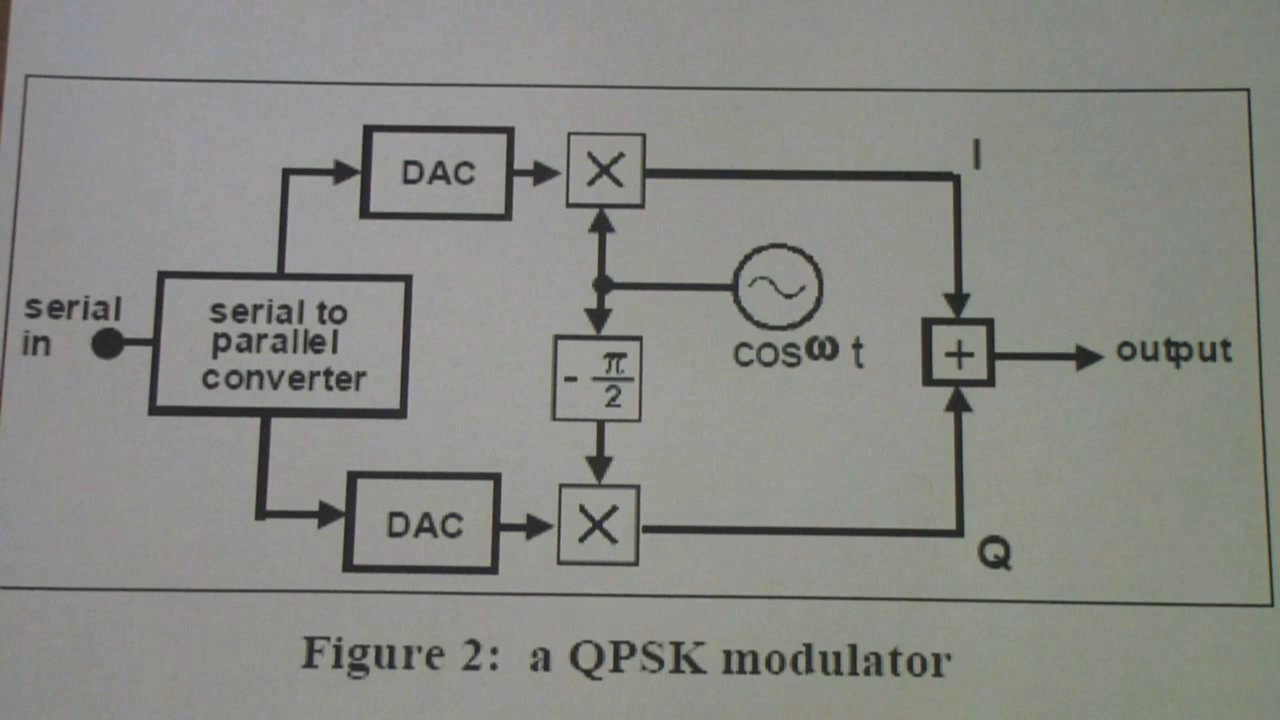 I
DAC
×
serial
in
serial to
parallel
converter
cosω t
+
output
- π
2
DAC
×
Q
Figure 2: a QPSK modulator